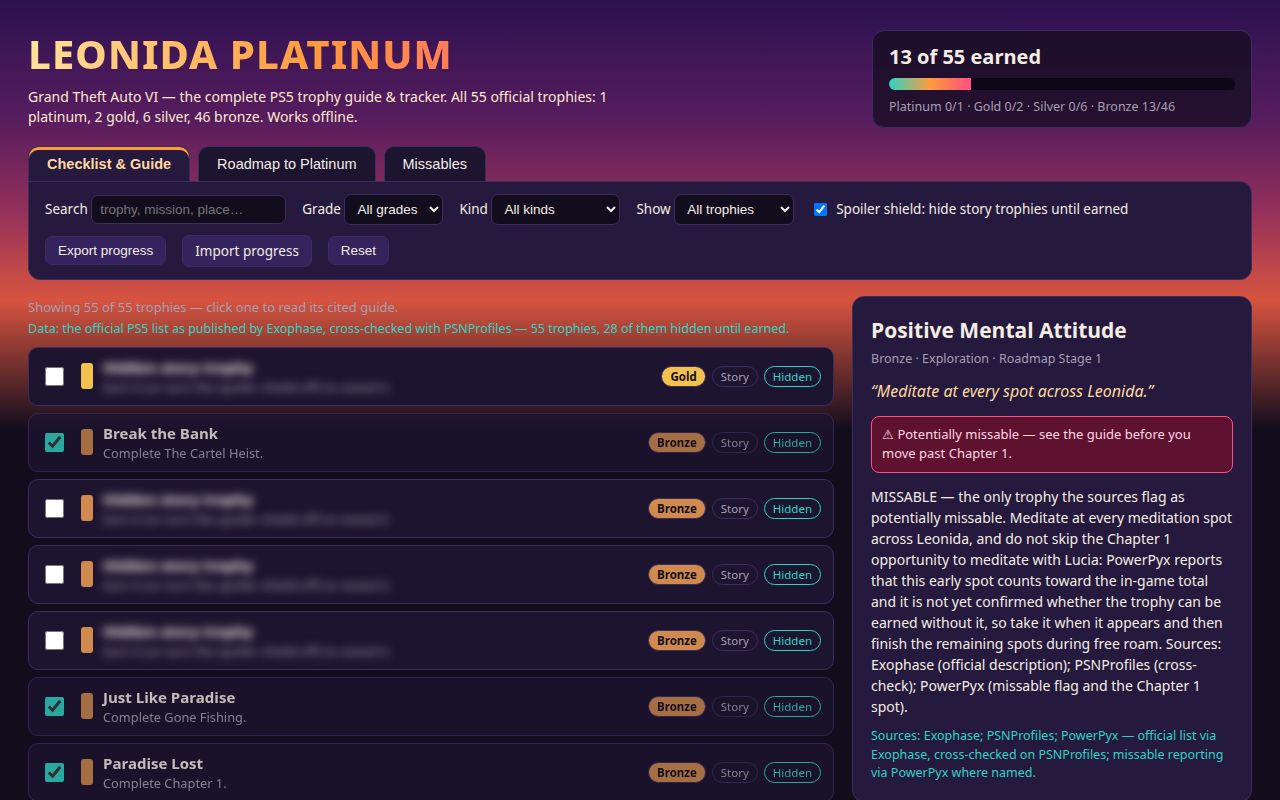 LEONIDA PLATINUM
Grand Theft Auto VI — the complete PS5 trophy guide & tracker. All 55 official trophies: 1
platinum, 2 gold, 6 silver, 46 bronze. Works offline.
13 of 55 earned
Platinum 0/1 · Gold 0/2 · Silver 0/6 · Bronze 13/46
Checklist & Guide
Roadmap to Platinum
Missables
Search
trophy, mission, place…
Grade
All grades
Kind
All kinds
Show
All trophies
Spoiler shield: hide story trophies until earned
Export progress
Import progress
Reset
Showing 55 of 55 trophies — click one to read its cited guide.
Data: the official PS5 list as published by Exophase, cross-checked with PSNProfiles — 55 trophies, 28 of them hidden until earned.
Hidden story trophy
Gold
Story
Hidden
Break the Bank
Complete The Cartel Heist.
Bronze
Story
Hidden
Hidden story trophy
Bronze
Story
Hidden
Hidden story trophy
Bronze
Story
Hidden
Hidden story trophy
Bronze
Story
Hidden
Just Like Paradise
Complete Gone Fishing.
Bronze
Story
Hidden
Paradise Lost
Complete Chapter 1.
Bronze
Story
Hidden
Positive Mental Attitude
Bronze · Exploration · Roadmap Stage 1
“Meditate at every spot across Leonida.”
⚠ Potentially missable — see the guide before you
move past Chapter 1.
MISSABLE — the only trophy the sources flag as
potentially missable. Meditate at every meditation spot
across Leonida, and do not skip the Chapter 1
opportunity to meditate with Lucia: PowerPyx reports
that this early spot counts toward the in-game total
and it is not yet confirmed whether the trophy can be
earned without it, so take it when it appears and then
finish the remaining spots during free roam. Sources:
Exophase (official description); PSNProfiles (cross-
check); PowerPyx (missable flag and the Chapter 1
spot).
Sources: Exophase; PSNProfiles; PowerPyx — official list via
Exophase, cross-checked on PSNProfiles; missable reporting
via PowerPyx where named.